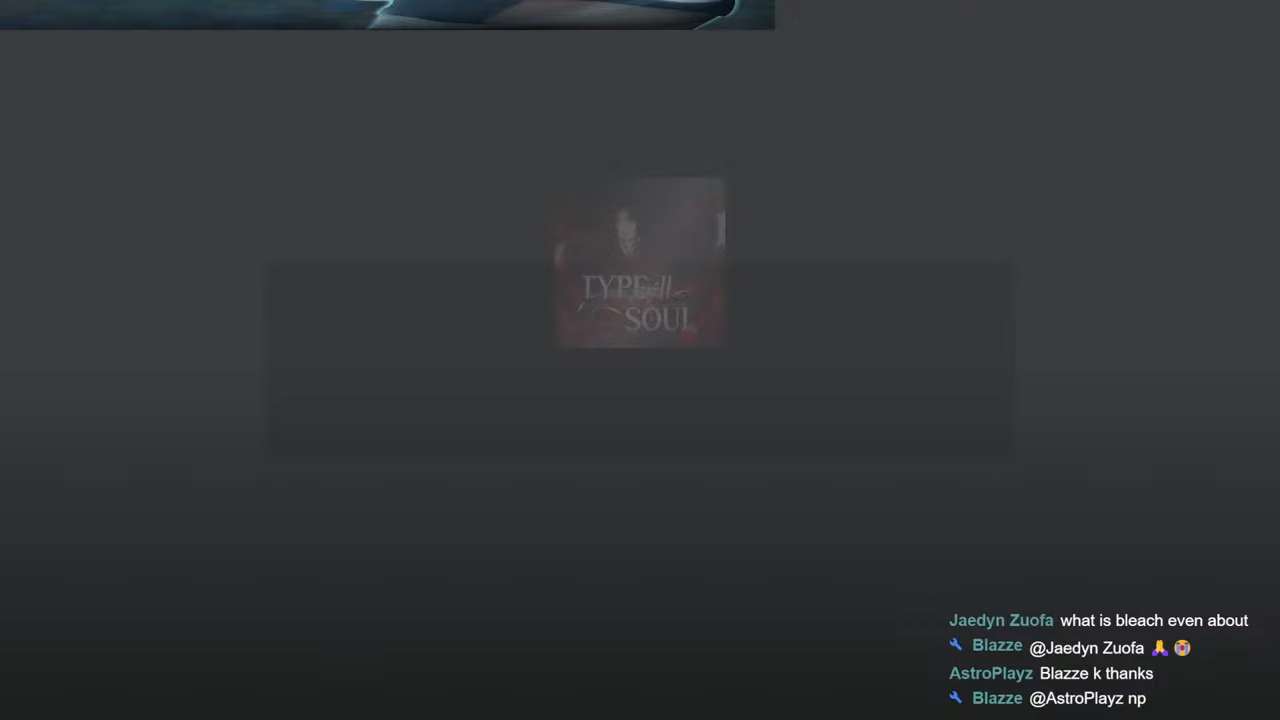 TYPE
SOUL
Jaedyn Zuofa what is bleach even about
Blazze @Jaedyn Zuofa 🙏 😭
AstroPlayz Blazze k thanks
Blazze @AstroPlayz np